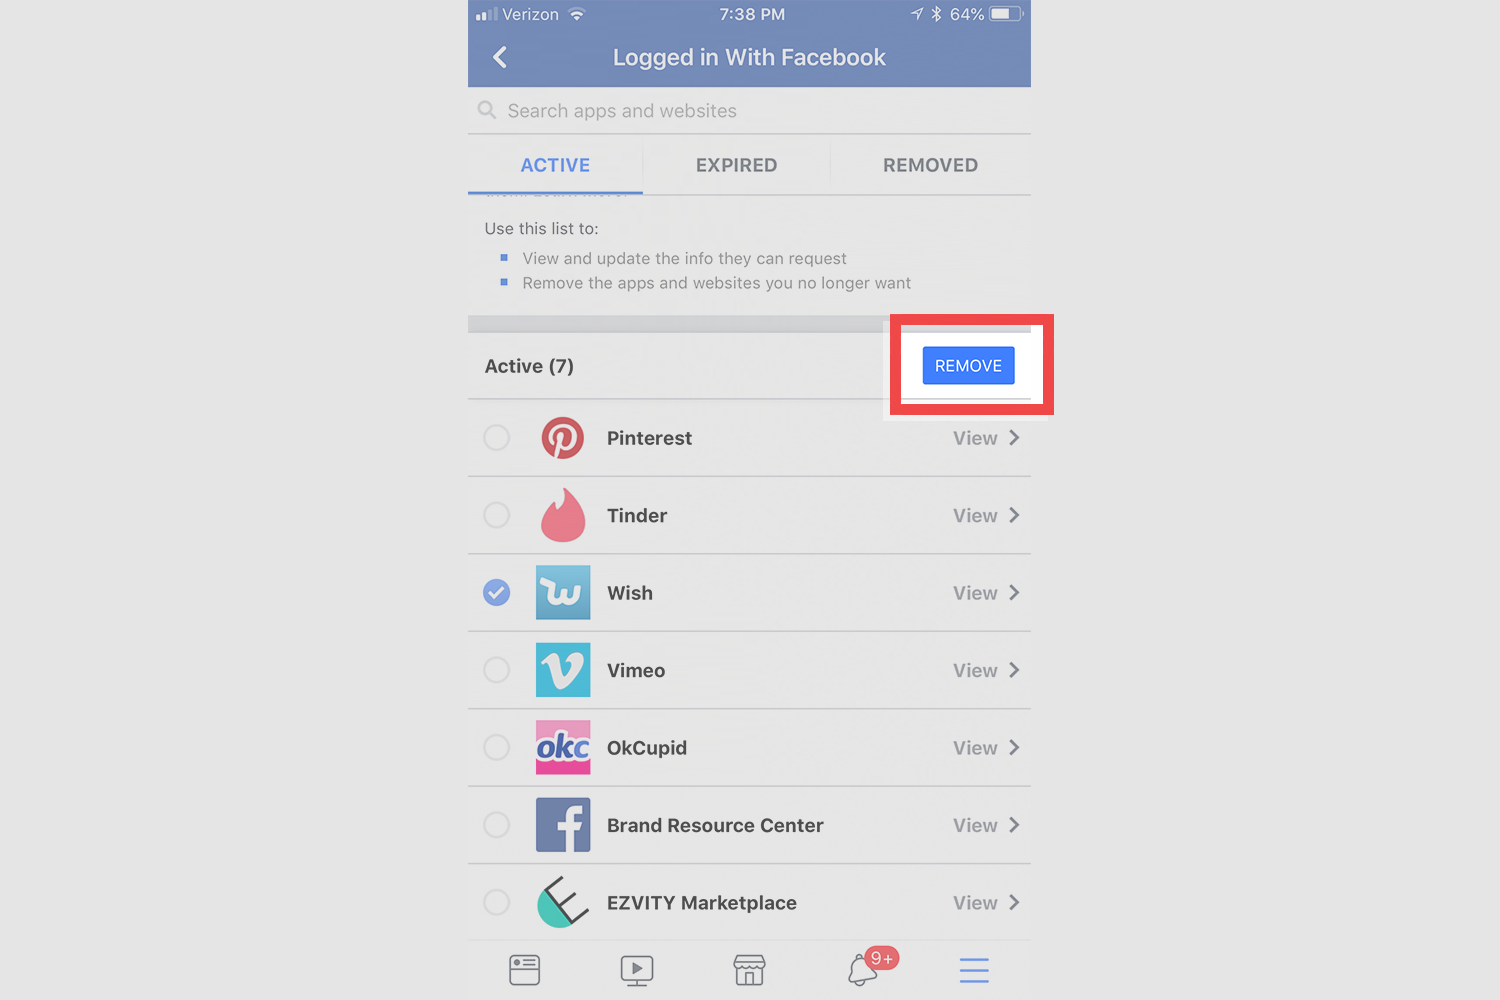 Verizon 7:38 PM 64%
Logged in With Facebook
Search apps and websites
ACTIVE EXPIRED REMOVED
Use this list to:
View and update the info they can request
Remove the apps and websites you no longer want
Active (7) REMOVE
Pinterest View
Tinder View
w Wish View
v Vimeo View
okc OkCupid View
f Brand Resource Center View
EZVITY Marketplace View
9+